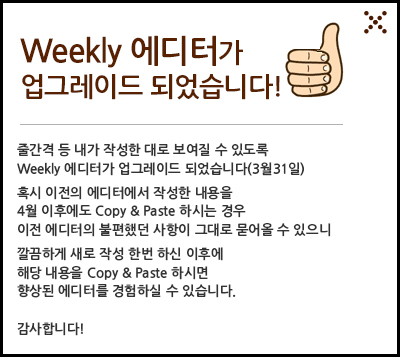 Weekly 에디터가
업그레이드 되었습니다!
줄간격 등 내가 작성한 대로 보여질 수 있도록
Weekly 에디터가 업그레이드 되었습니다(3월31일)
혹시 이전의 에디터에서 작성한 내용을
4월 이후에도 Copy & Paste 하시는 경우
이전 에디터의 불편했던 사항이 그대로 묻어올 수 있으니
깔끔하게 새로 작성 한번 하신 이후에
해당 내용을 Copy & Paste 하시면
향상된 에디터를 경험하실 수 있습니다.
감사합니다!